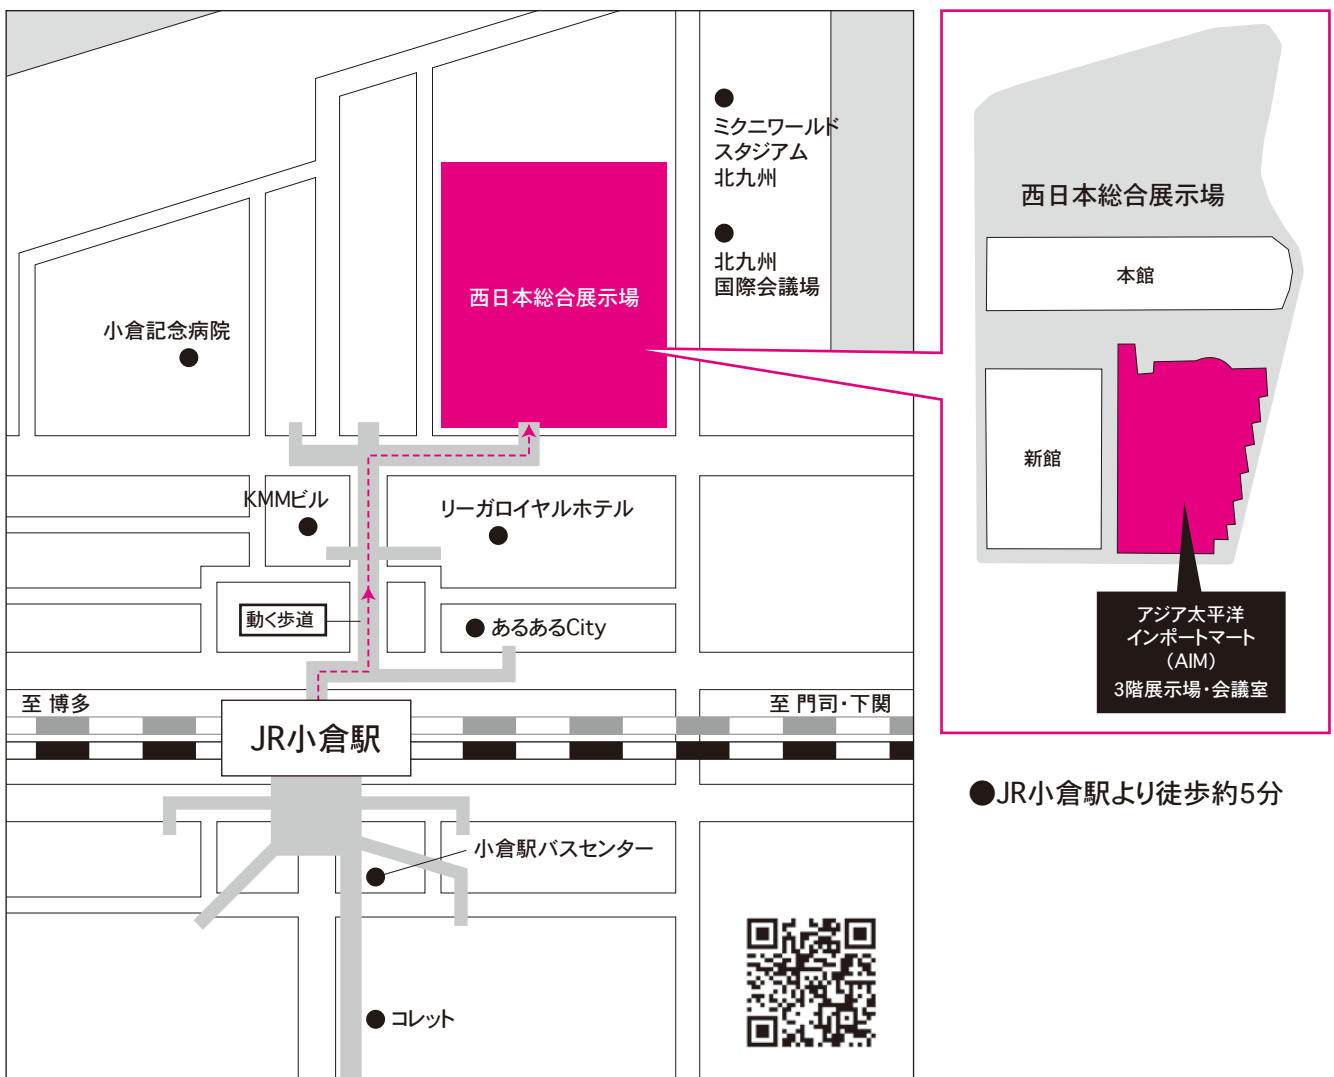 ミクニワールド
スタジアム
北九州
北九州
国際会議場
西日本総合展示場
小倉記念病院
KMMビル
リーガロイヤルホテル
動く歩道
あるあるCity
至 博多
至 門司・下関
JR小倉駅
小倉駅バスセンター
コレット
西日本総合展示場
本館
新館
アジア太平洋
インポートマート
(AIM)
3階展示場・会議室
●JR小倉駅より徒歩約5分